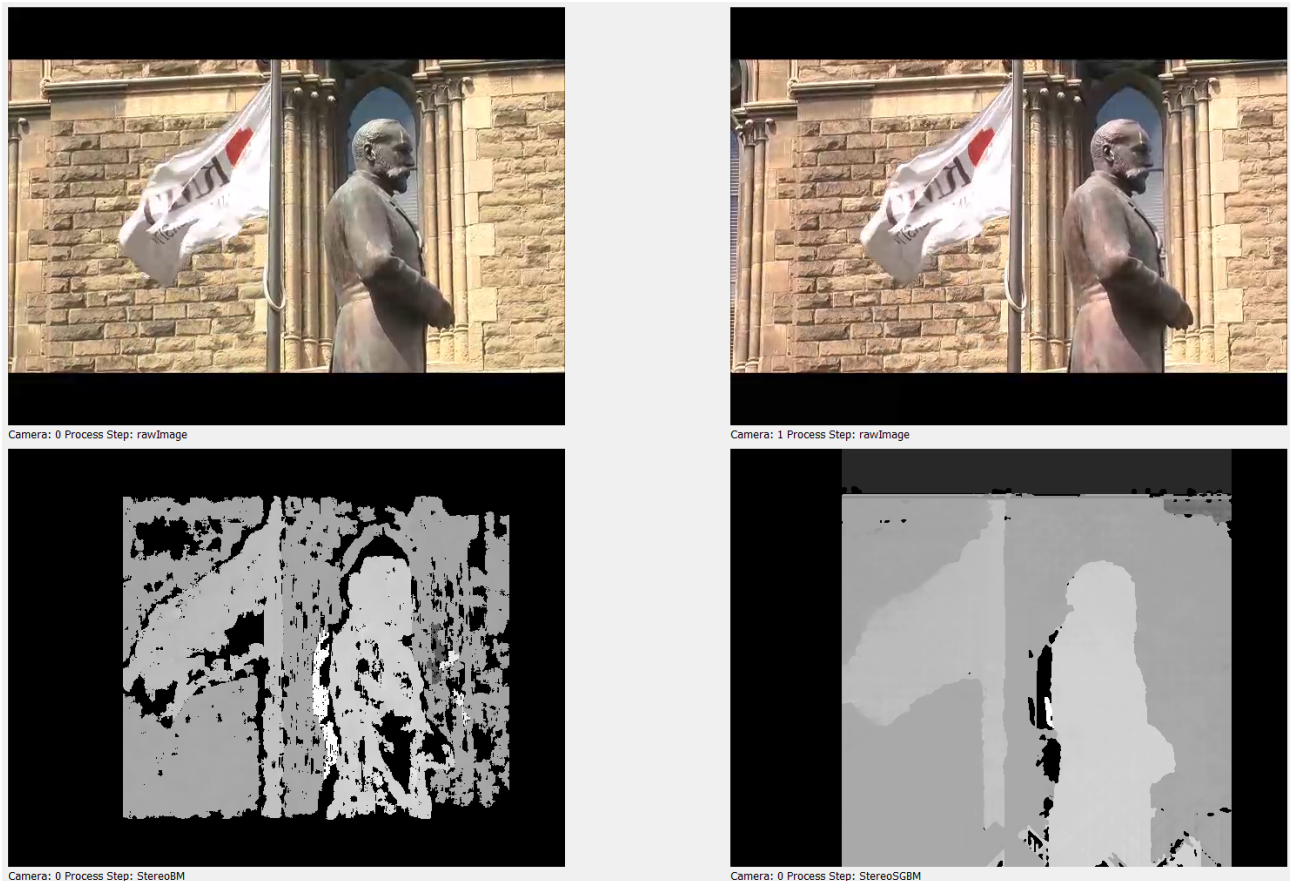 Camera: 0 Process Step: rawImage
Camera: 1 Process Step: rawImage
Camera: 0 Process Step: StereoBM
Camera: 0 Process Step: StereoSGBM